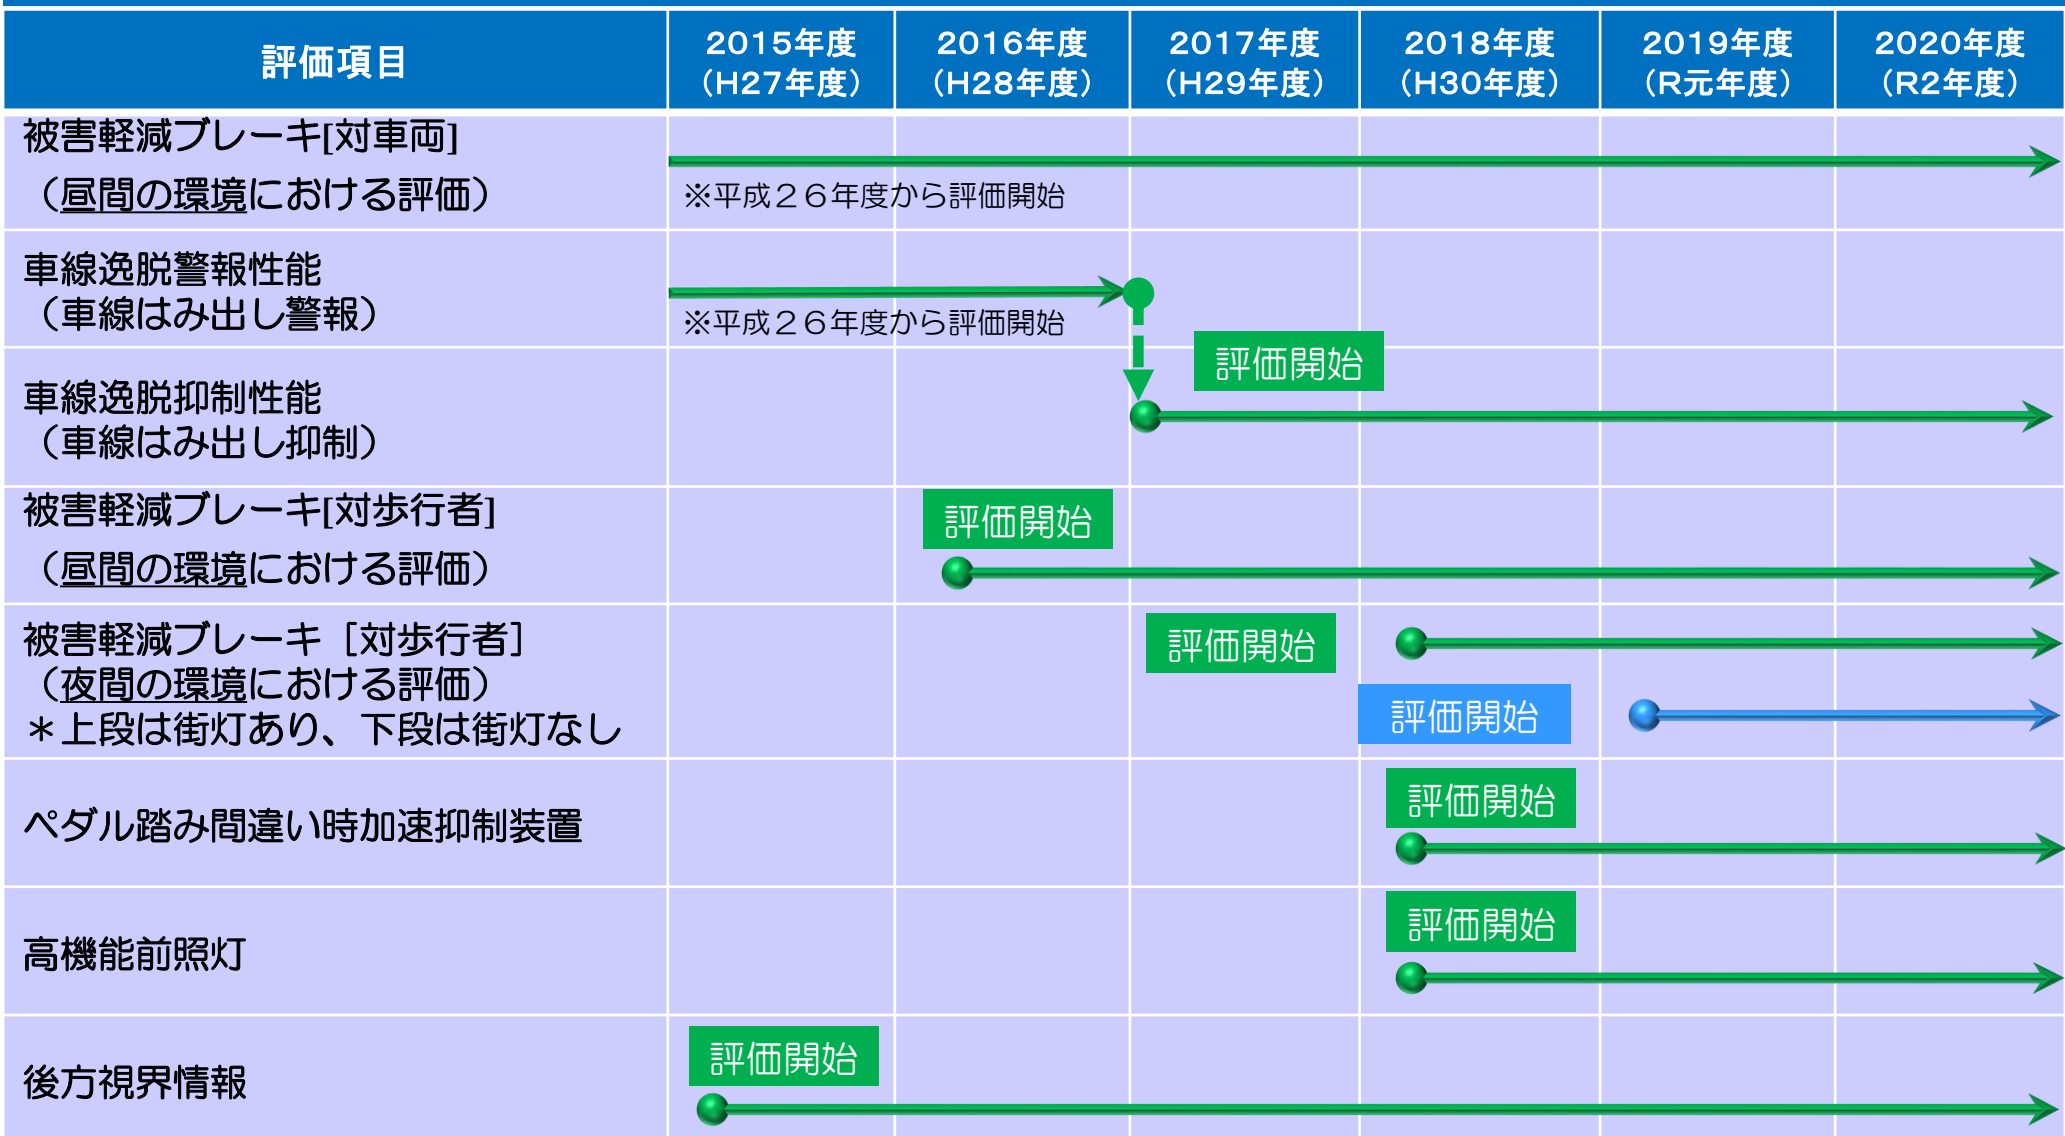 評価項目
2015年度
（H27年度）
2016年度
（H28年度）
2017年度
（H29年度）
2018年度
（H30年度）
2019年度
（R元年度）
2020年度
（R2年度）
被害軽減ブレーキ[対車両]
（昼間の環境における評価）
※平成２６年度から評価開始
車線逸脱警報性能
（車線はみ出し警報）
※平成２６年度から評価開始
車線逸脱抑制性能
（車線はみ出し抑制）
評価開始
被害軽減ブレーキ[対歩行者]
（昼間の環境における評価）
評価開始
被害軽減ブレーキ［対歩行者］
（夜間の環境における評価）
＊上段は街灯あり、下段は街灯なし
評価開始
評価開始
ペダル踏み間違い時加速抑制装置
評価開始
高機能前照灯
評価開始
後方視界情報
評価開始